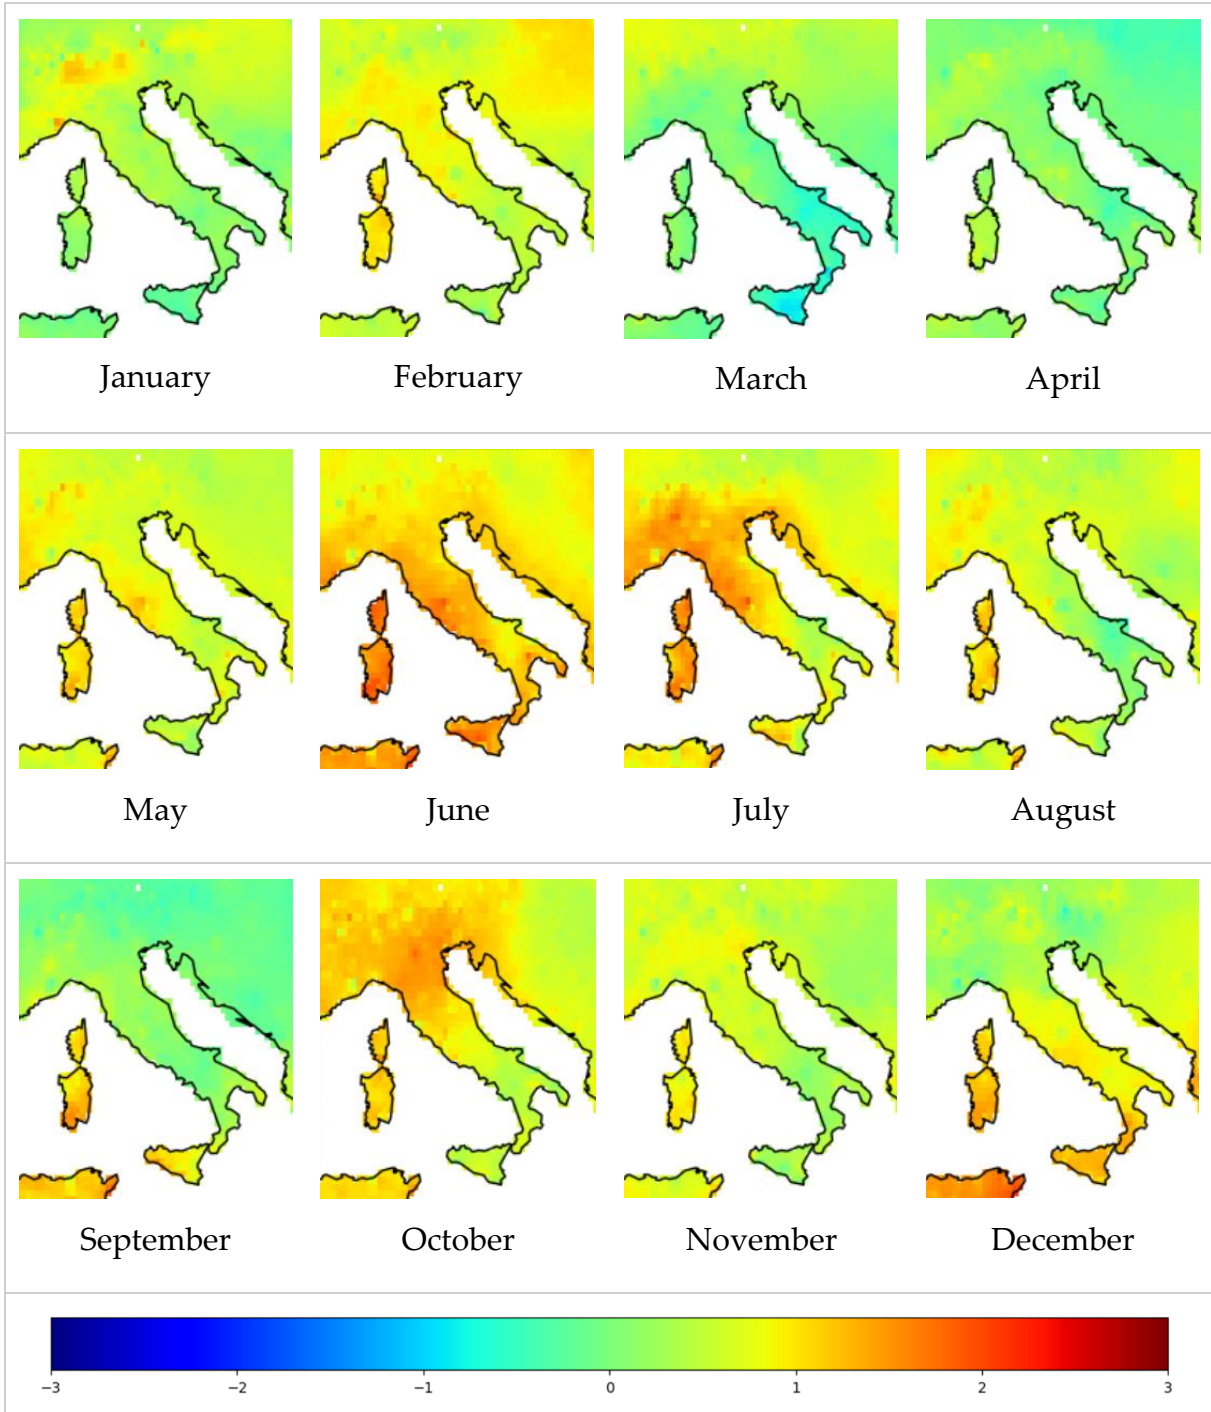 January February March April
May June July August
September October November December
−3 −2 −1 0 1 2 3